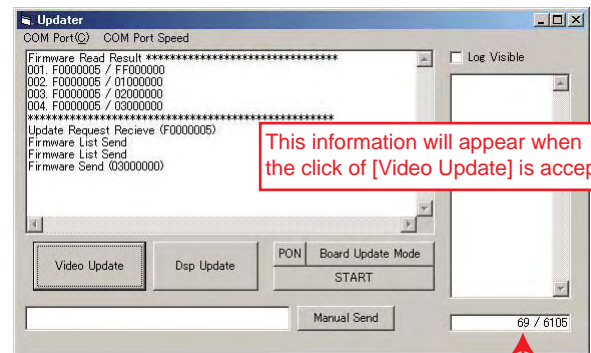 Updater
COM Port(C) COM Port Speed
Firmware Read Result ************************************
001. F0000005 / FF000000
002. F0000005 / 01000000
003. F0000005 / 02000000
004. F0000005 / 03000000
**********************************************************
Update Request Recieve (F0000005)
Firmware List Send
Firmware List Send
Firmware Send (03000000)
Log Visible
This information will appear when
the click of [Video Update] is accep
Video Update
Dsp Update
PON Board Update Mode
START
Manual Send
69 / 6105